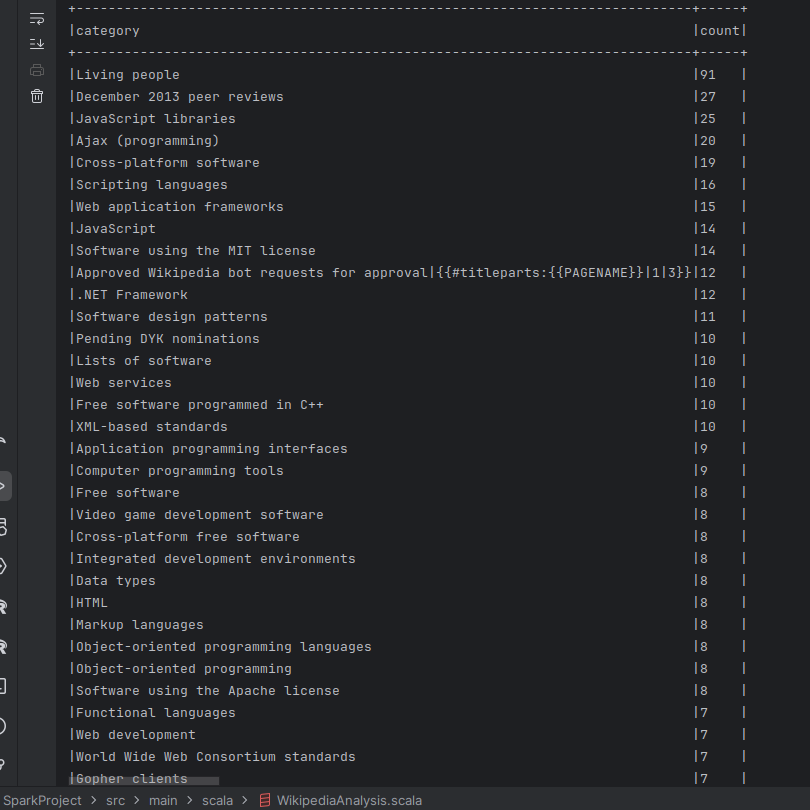 +-----------------------------------------------------------------------------+-----+
|category                                                                     |count|
+-----------------------------------------------------------------------------+-----+
|Living people                                                                |91   |
|December 2013 peer reviews                                                   |27   |
|JavaScript libraries                                                         |25   |
|Ajax (programming)                                                           |20   |
|Cross-platform software                                                      |19   |
|Scripting languages                                                          |16   |
|Web application frameworks                                                   |15   |
|JavaScript                                                                   |14   |
|Software using the MIT license                                               |14   |
|Approved Wikipedia bot requests for approval|{{#titleparts:{{PAGENAME}}|1|3}}|12   |
|.NET Framework                                                               |12   |
|Software design patterns                                                     |11   |
|Pending DYK nominations                                                      |10   |
|Lists of software                                                            |10   |
|Web services                                                                 |10   |
|Free software programmed in C++                                              |10   |
|XML-based standards                                                          |10   |
|Application programming interfaces                                           |9    |
|Computer programming tools                                                   |9    |
|Free software                                                                |8    |
|Video game development software                                              |8    |
|Cross-platform free software                                                 |8    |
|Integrated development environments                                          |8    |
|Data types                                                                   |8    |
|HTML                                                                         |8    |
|Markup languages                                                             |8    |
|Object-oriented programming languages                                        |8    |
|Object-oriented programming                                                  |8    |
|Software using the Apache license                                            |8    |
|Functional languages                                                         |7    |
|Web development                                                              |7    |
|World Wide Web Consortium standards                                          |7    |
|Gopher clients                                                               |7    |
SparkProject > src > main > scala > WikipediaAnalysis.scala